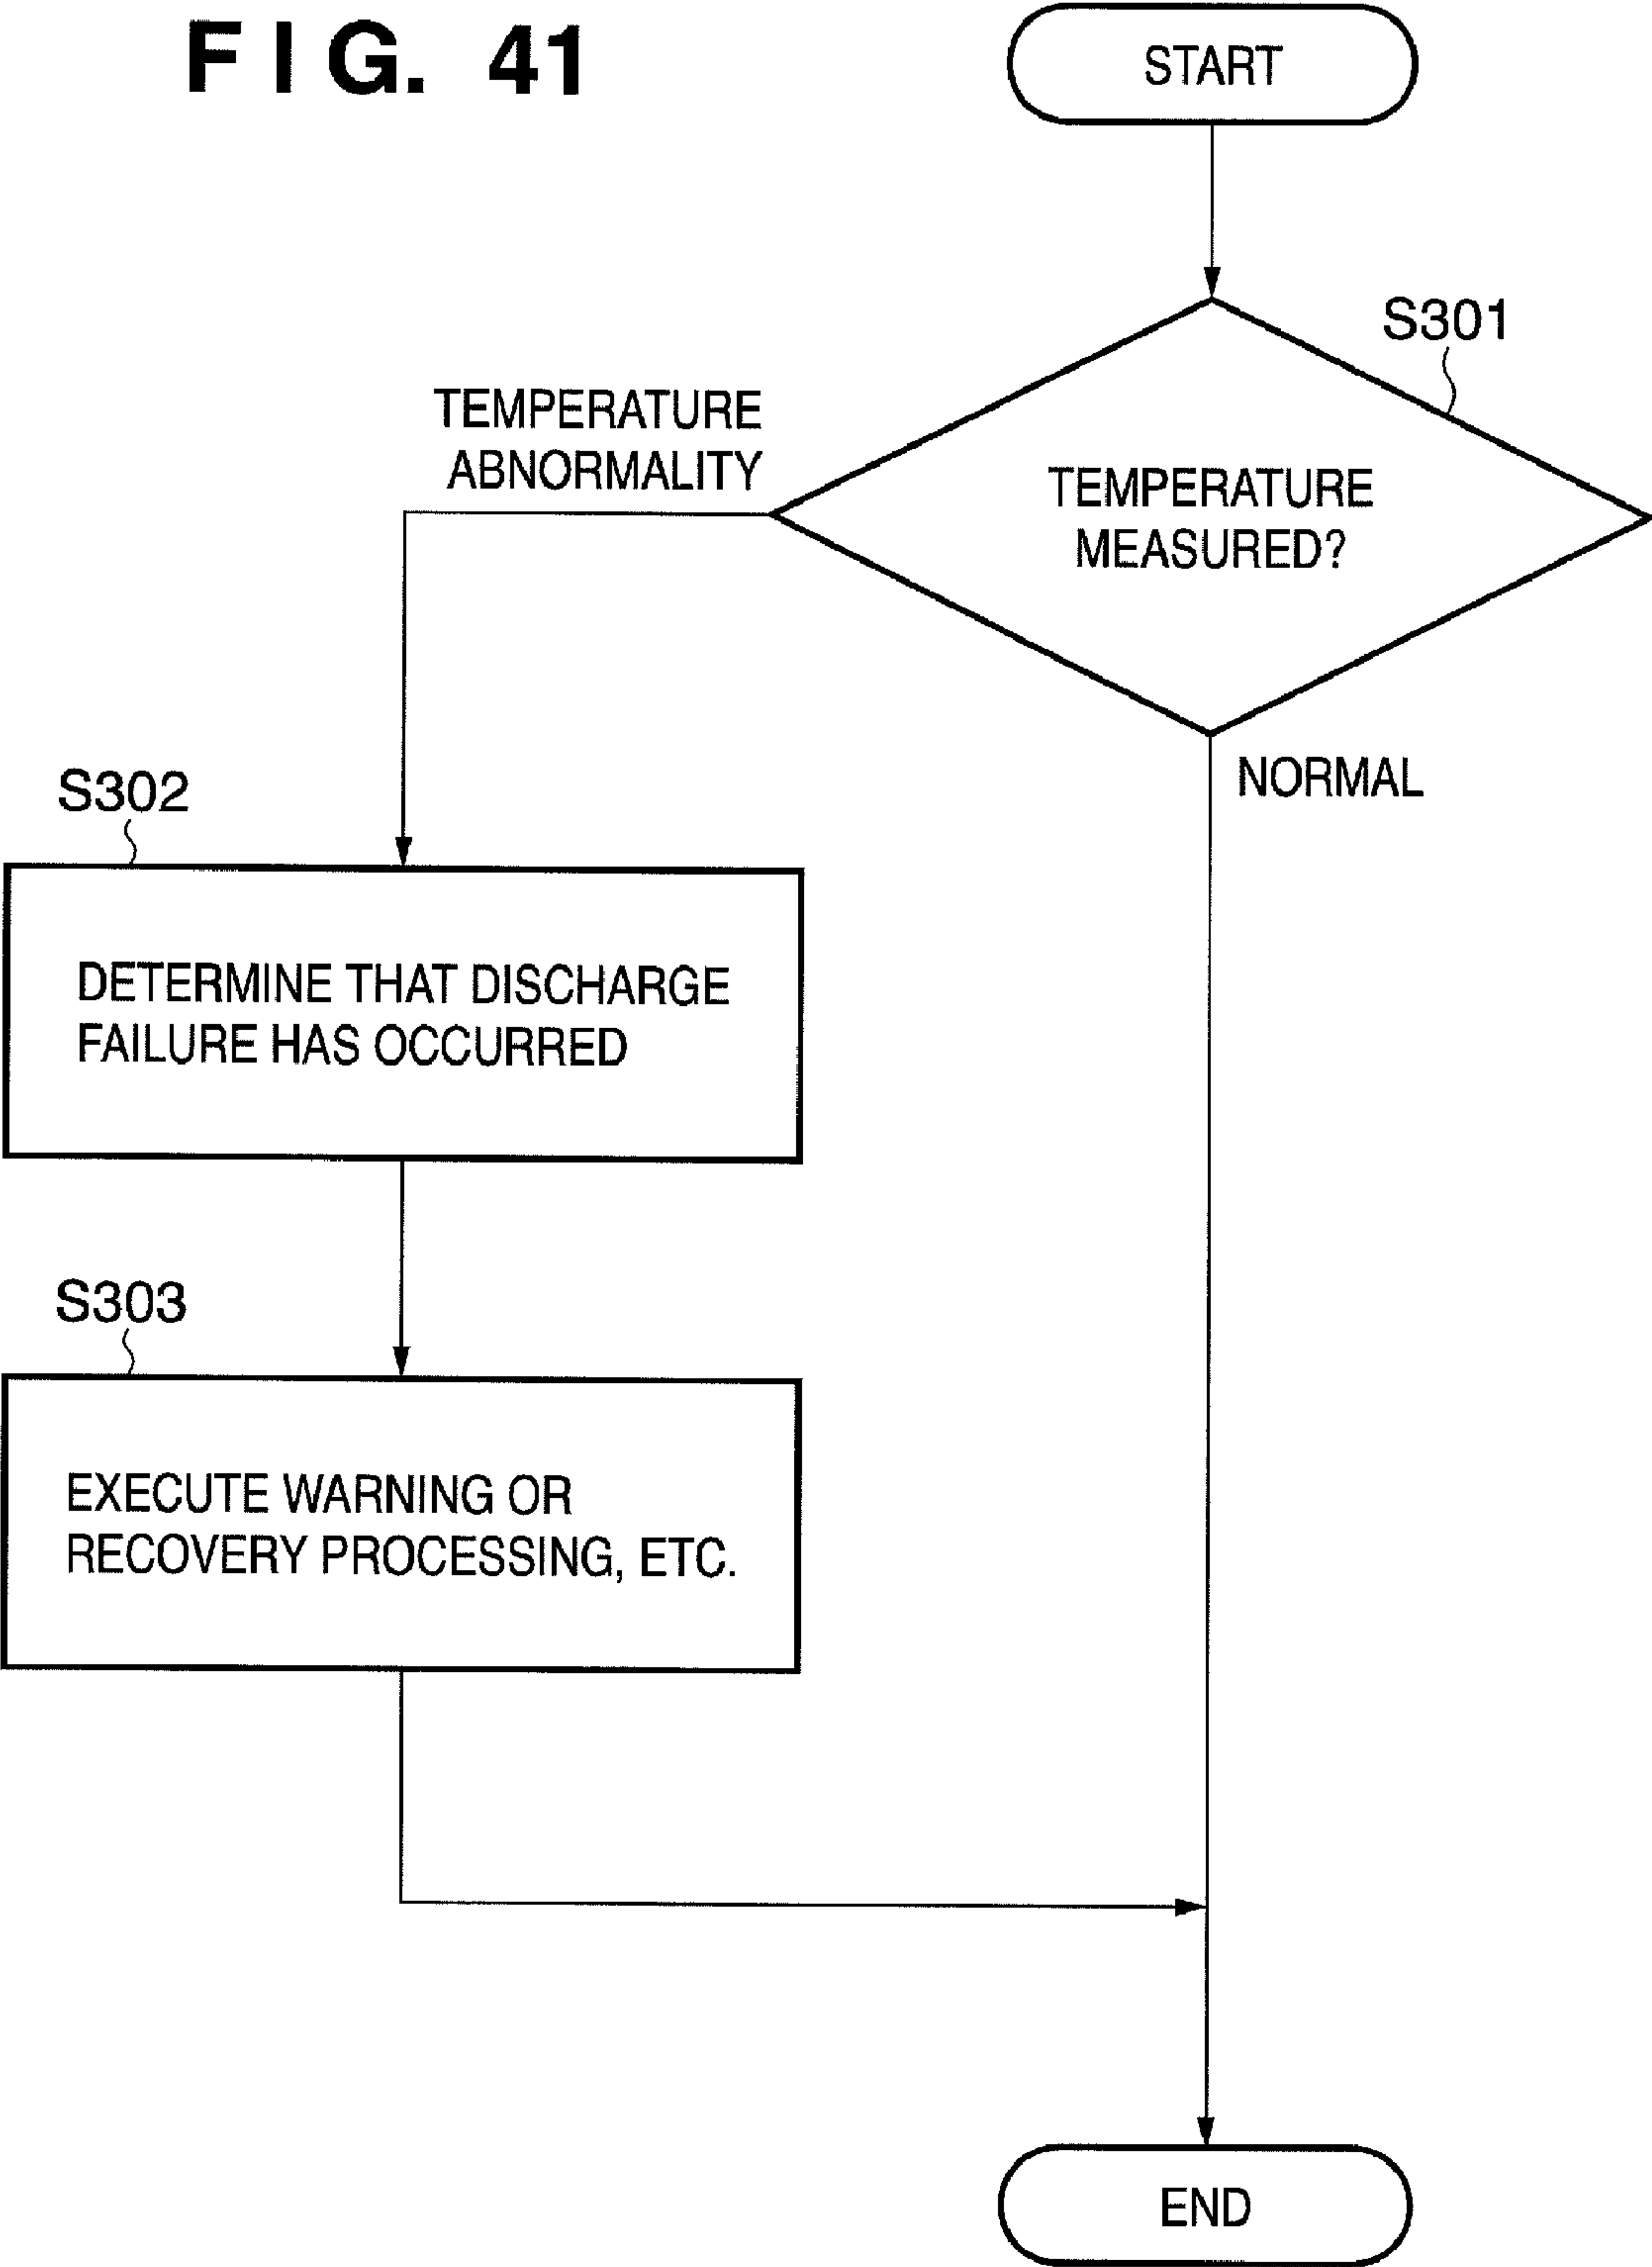 FIG. 41
START
S301
TEMPERATURE
ABNORMALITY
TEMPERATURE
MEASURED?
NORMAL
S302
DETERMINE THAT DISCHARGE
FAILURE HAS OCCURRED
S303
EXECUTE WARNING OR
RECOVERY PROCESSING, ETC.
END